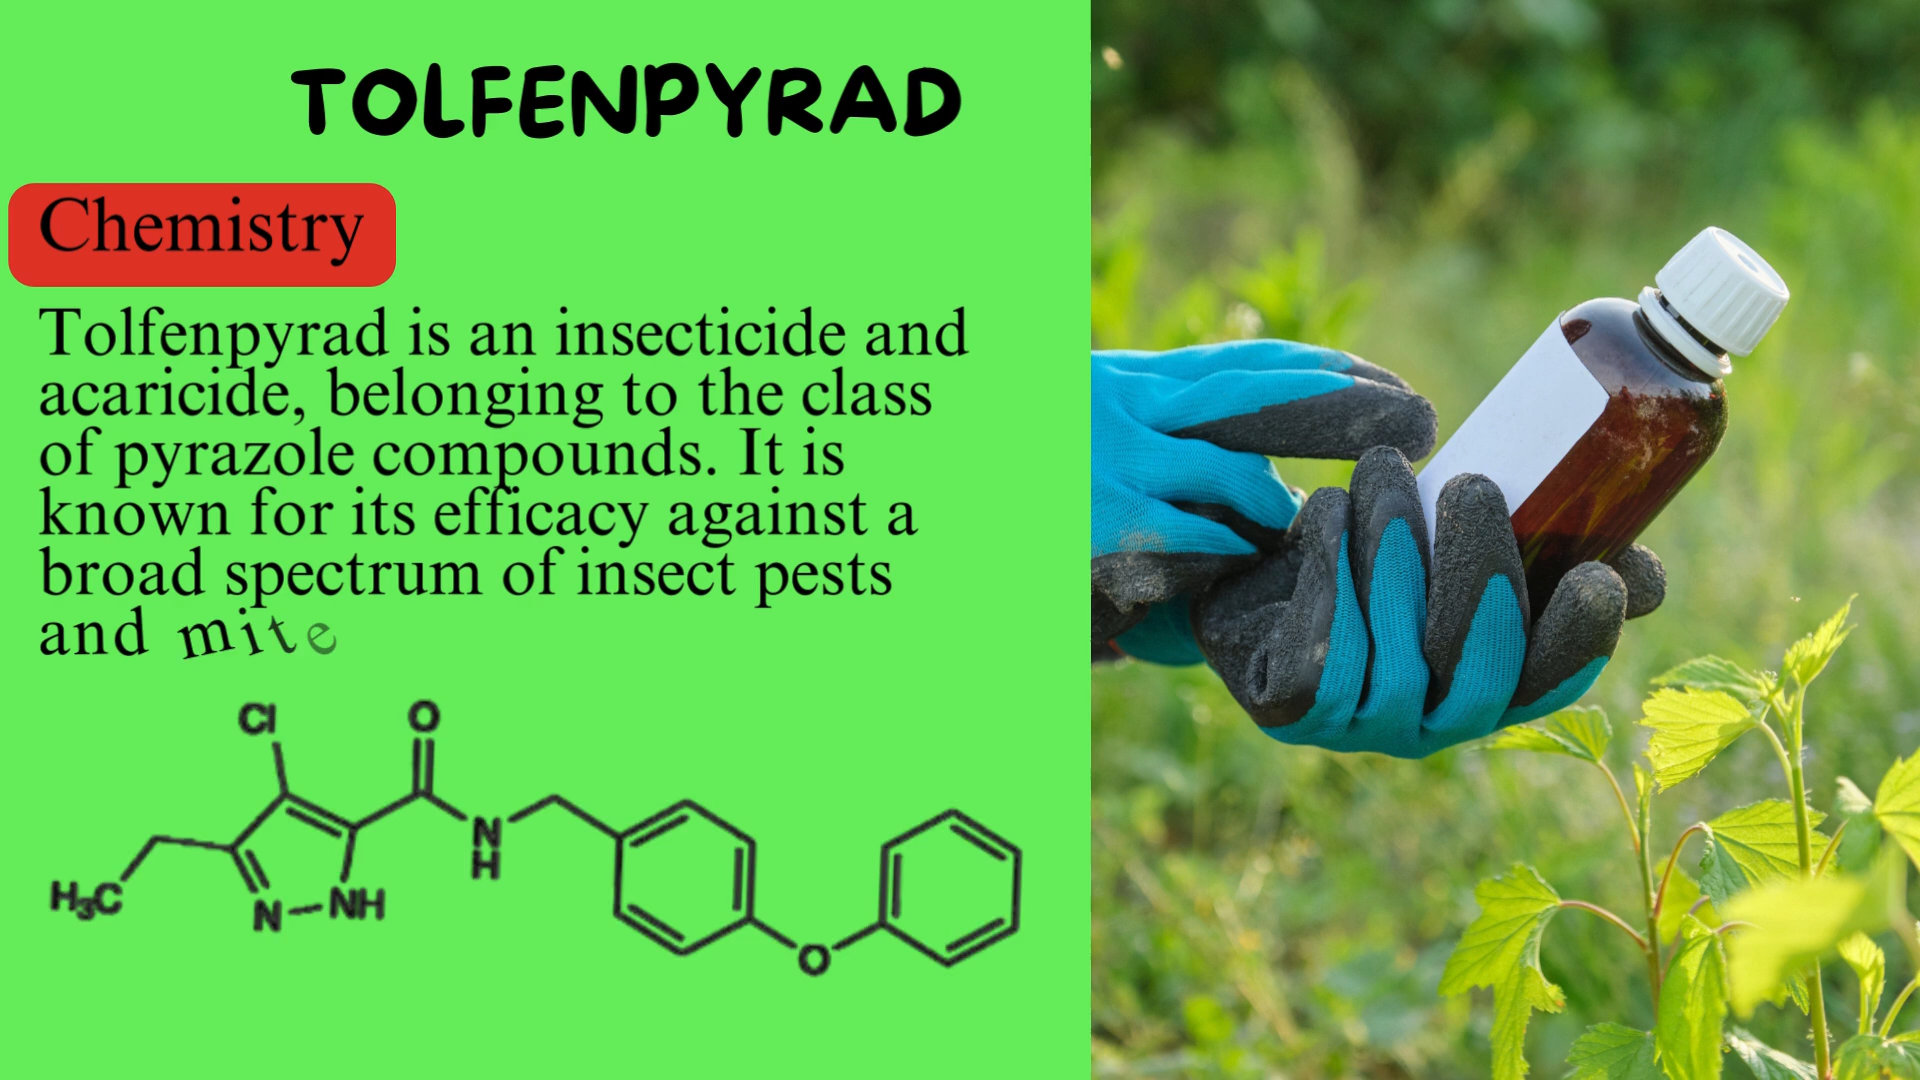 TOLFENPYRAD
Chemistry
Tolfenpyrad is an insecticide and
acaricide, belonging to the class
of pyrazole compounds. It is
known for its efficacy against a
broad spectrum of insect pests
and mite
Cl
O
N
H
H₃C
N
NH
O